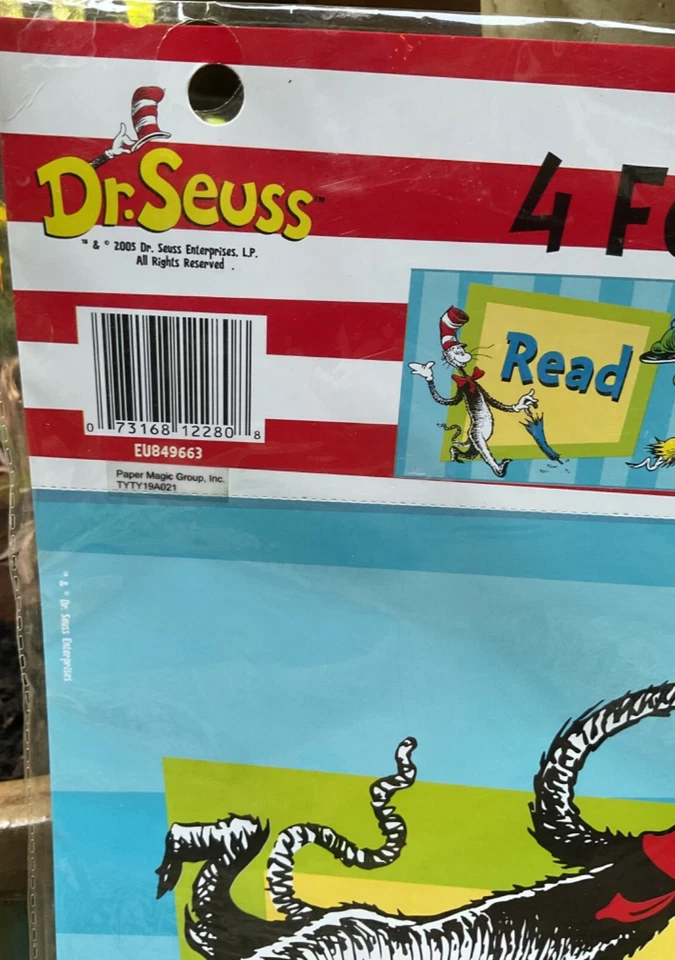 Dr. Seuss™
™ & © 2005 Dr. Seuss Enterprises, L.P.
All Rights Reserved .
4 F
Read
0 73168 12280 8
EU849663
Paper Magic Group, Inc.
TYTY19A021
™ & © Dr. Seuss Enterprises